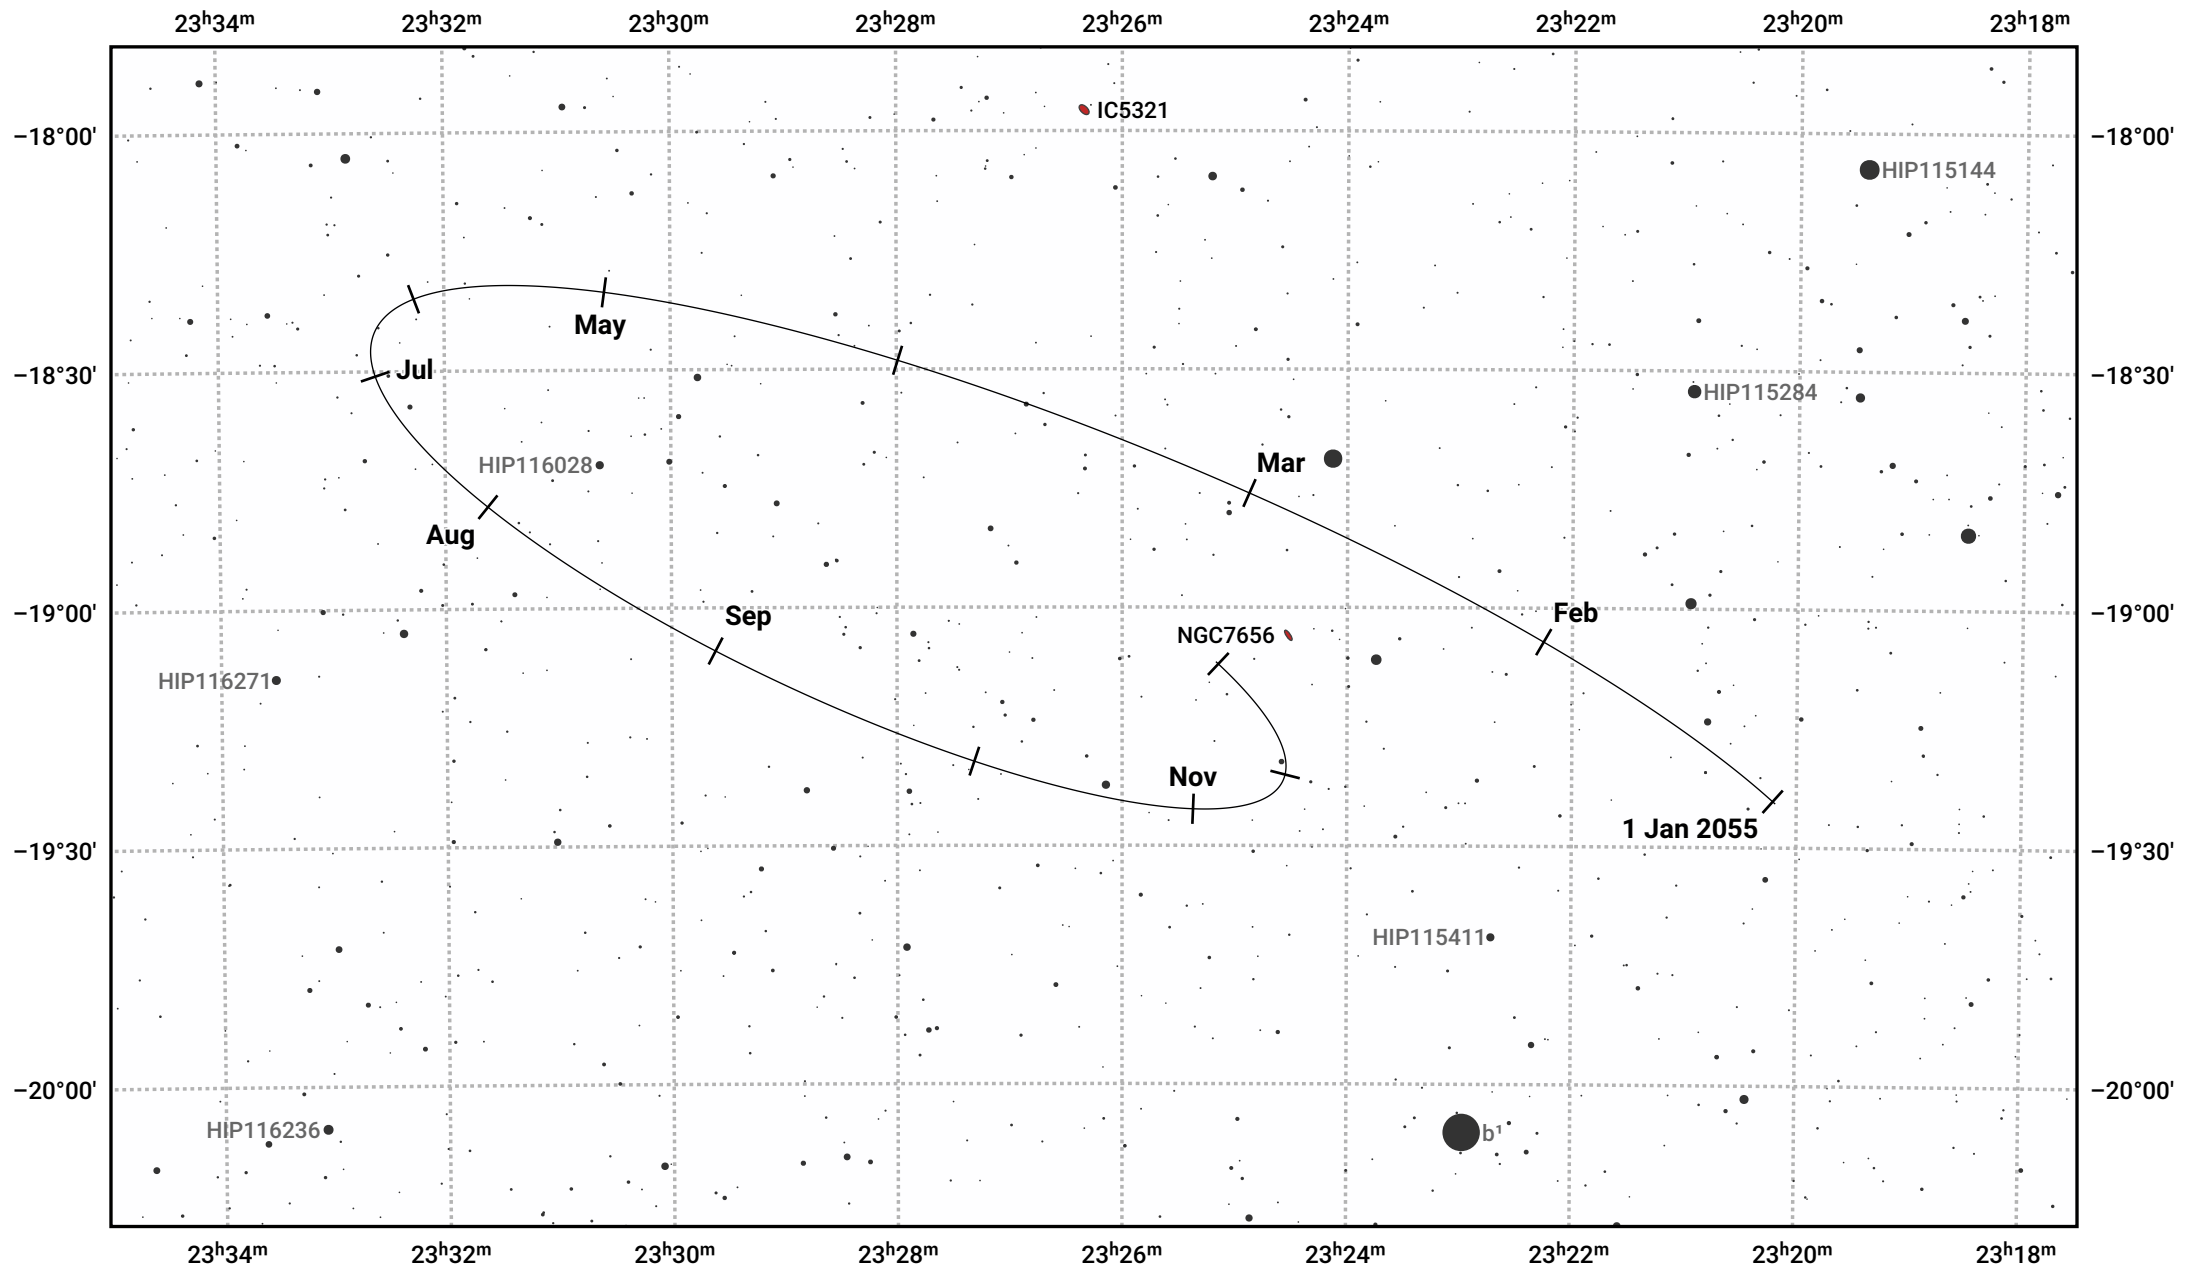 23ʰ34ᵐ 23ʰ32ᵐ 23ʰ30ᵐ 23ʰ28ᵐ 23ʰ26ᵐ 23ʰ24ᵐ 23ʰ22ᵐ 23ʰ20ᵐ 23ʰ18ᵐ
IC5321
−18°00' −18°00'
HIP115144
May
Jul
−18°30' −18°30'
HIP115284
Mar
HIP116028
Aug
−19°00' −19°00'
Sep
Feb
NGC7656
HIP116271
Nov
1 Jan 2055
−19°30' −19°30'
HIP115411
−20°00' −20°00'
HIP116236
b¹
23ʰ34ᵐ 23ʰ32ᵐ 23ʰ30ᵐ 23ʰ28ᵐ 23ʰ26ᵐ 23ʰ24ᵐ 23ʰ22ᵐ 23ʰ20ᵐ 23ʰ18ᵐ